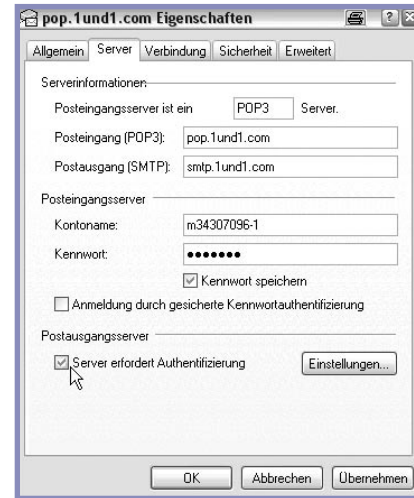 pop.1und1.com Eigenschaften
Allgemein Server Verbindung Sicherheit Erweitert
Serverinformationen
Posteingangsserver ist ein POP3 Server.
Posteingang (POP3): pop.1und1.com
Postausgang (SMTP): smtp.1und1.com
Posteingangsserver
Kontoname: m34307096-1
Kennwort: ●●●●●●●
Kennwort speichern
Anmeldung durch gesicherte Kennwortauthentifizierung
Postausgangsserver
Server erfordert Authentifizierung Einstellungen...
OK Abbrechen Übernehmen